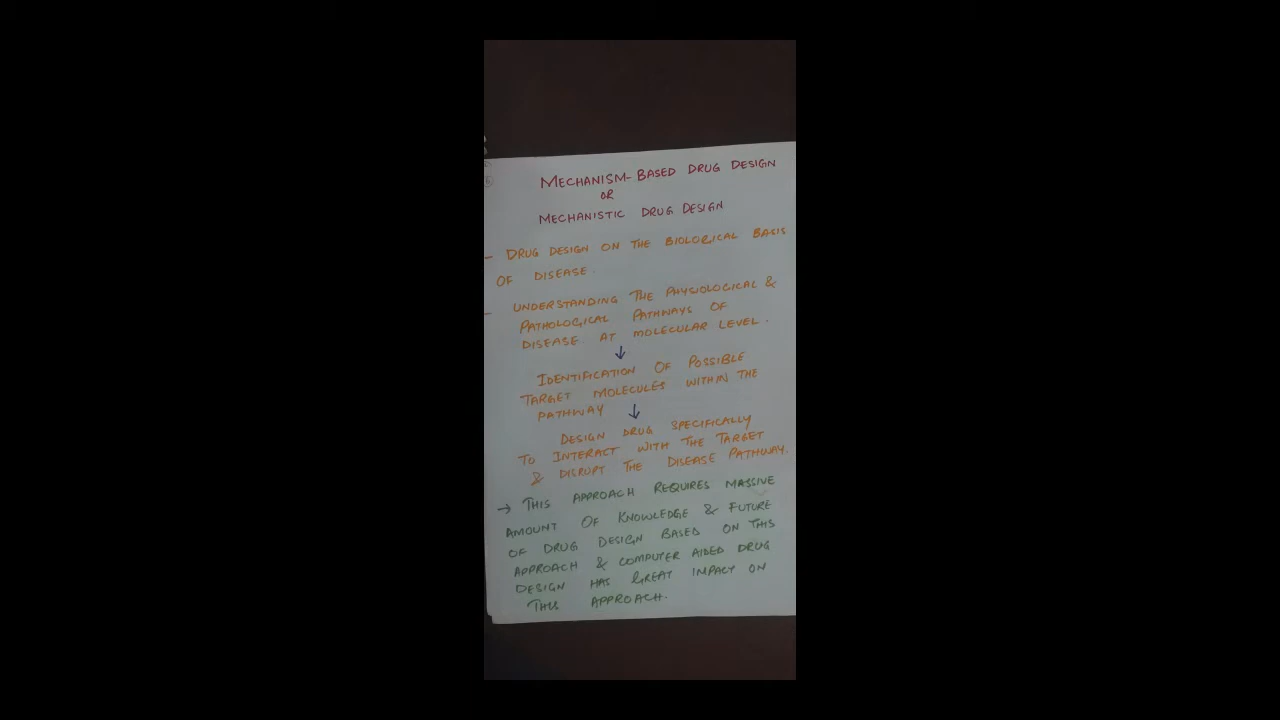 MECHANISM-BASED DRUG DESIGN
OR
MECHANISTIC DRUG DESIGN
- DRUG DESIGN ON THE BIOLOGICAL BASIS
OF DISEASE
- UNDERSTANDING THE PHYSIOLOGICAL &
PATHOLOGICAL PATHWAYS OF
DISEASE AT MOLECULAR LEVEL.
↓
IDENTIFICATION OF POSSIBLE
TARGET MOLECULES WITHIN THE
PATHWAY ↓
DESIGN DRUG SPECIFICALLY
TO INTERACT WITH THE TARGET
& DISRUPT THE DISEASE PATHWAY.
→ THIS APPROACH REQUIRES MASSIVE
AMOUNT OF KNOWLEDGE & FUTURE
OF DRUG DESIGN BASED ON THIS
APPROACH & COMPUTER AIDED DRUG
DESIGN HAS GREAT IMPACT ON
THIS APPROACH.